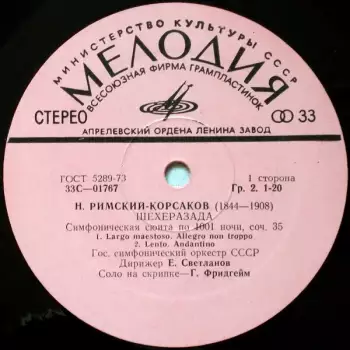 МИНИСТЕРСТВО КУЛЬТУРЫ СССР
МЕЛОДИЯ
ВСЕСОЮЗНАЯ ФИРМА ГРАМПЛАСТИНОК
СТЕРЕО 33
АПРЕЛЕВСКИЙ ОРДЕНА ЛЕНИНА ЗАВОД
ГОСТ 5289-73 1 сторона
33С—01767 Гр. 2. 1-20
Н. РИМСКИЙ-КОРСАКОВ (1844—1908)
ШЕХЕРАЗАДА
Симфоническая сюита по 1001 ночи, соч. 35
1. Largo maestoso. Allegro non troppo
2. Lento. Andantino
Гос. симфонический оркестр СССР
Дирижер Е. Светланов
Соло на скрипке—Г. Фридгейм